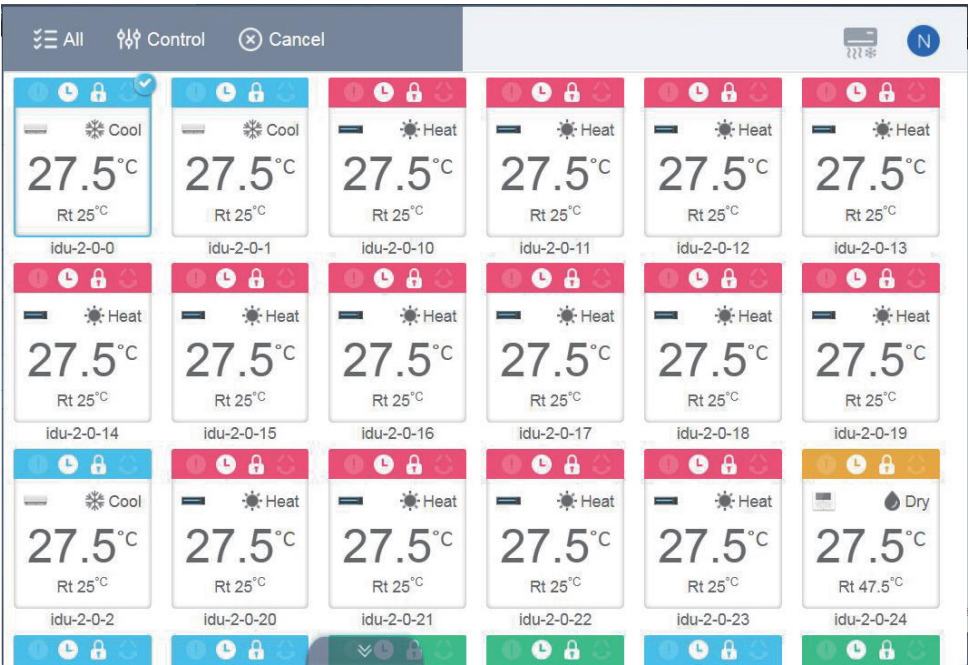 All Control Cancel N
Cool Cool Heat Heat Heat Heat
27.5°C 27.5°C 27.5°C 27.5°C 27.5°C 27.5°C
Rt 25°C Rt 25°C Rt 25°C Rt 25°C Rt 25°C Rt 25°C
idu-2-0-0 idu-2-0-1 idu-2-0-10 idu-2-0-11 idu-2-0-12 idu-2-0-13
Heat Heat Heat Heat Heat Heat
27.5°C 27.5°C 27.5°C 27.5°C 27.5°C 27.5°C
Rt 25°C Rt 25°C Rt 25°C Rt 25°C Rt 25°C Rt 25°C
idu-2-0-14 idu-2-0-15 idu-2-0-16 idu-2-0-17 idu-2-0-18 idu-2-0-19
Cool Heat Heat Heat Heat Dry
27.5°C 27.5°C 27.5°C 27.5°C 27.5°C 27.5°C
Rt 25°C Rt 25°C Rt 25°C Rt 25°C Rt 25°C Rt 47.5°C
idu-2-0-2 idu-2-0-20 idu-2-0-21 idu-2-0-22 idu-2-0-23 idu-2-0-24